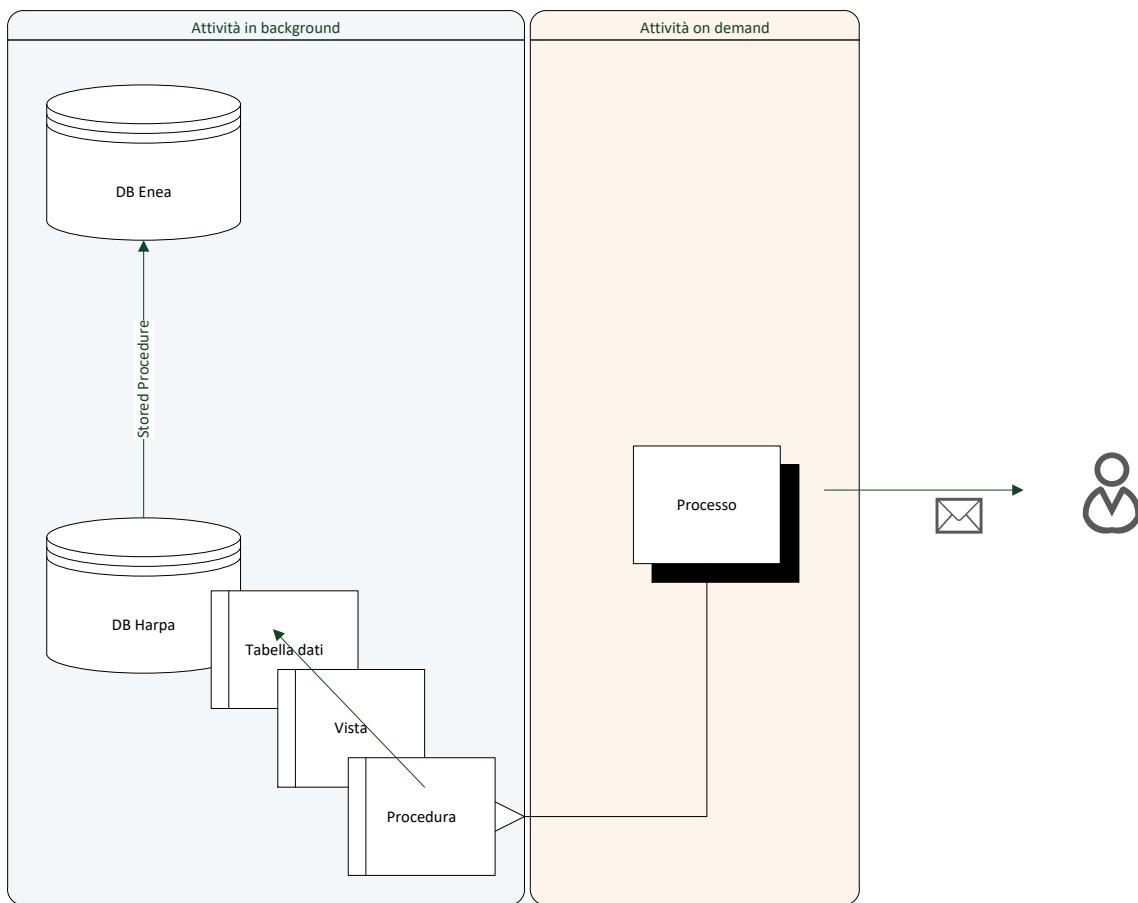 Attività in background
Attività on demand
DB Enea
Stored Procedure
Processo
DB Harpa
Tabella dati
Vista
Procedura